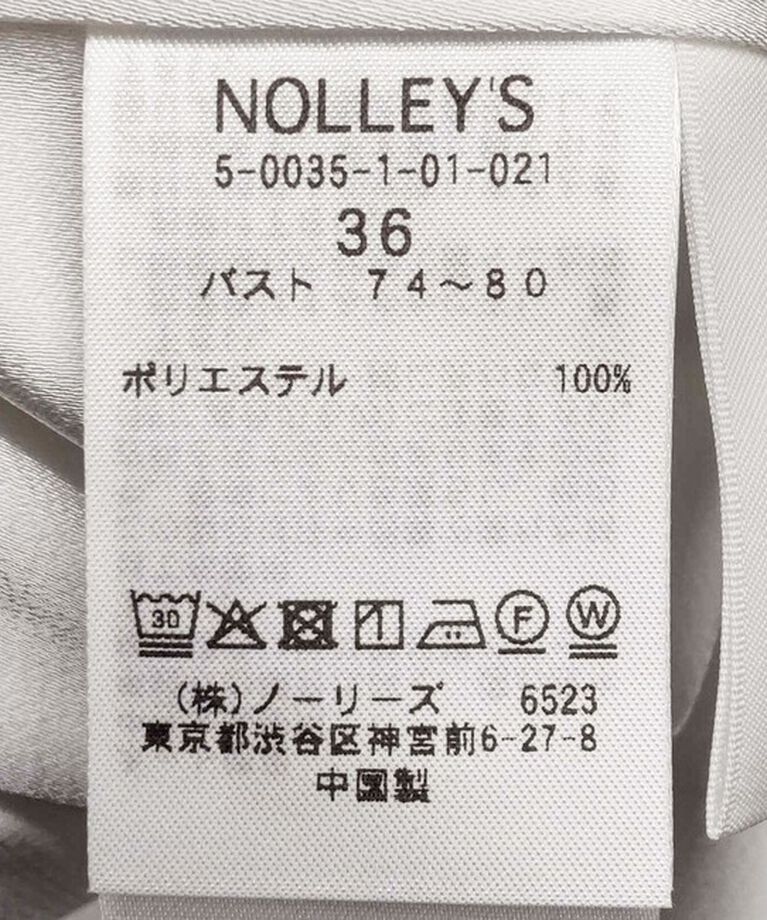 NOLLEY'S
5-0035-1-01-021
36
バスト 74～80
ポリエステル 100%
30 F W
(株)ノーリーズ 6523
東京都渋谷区神宮前6-27-8
中國製